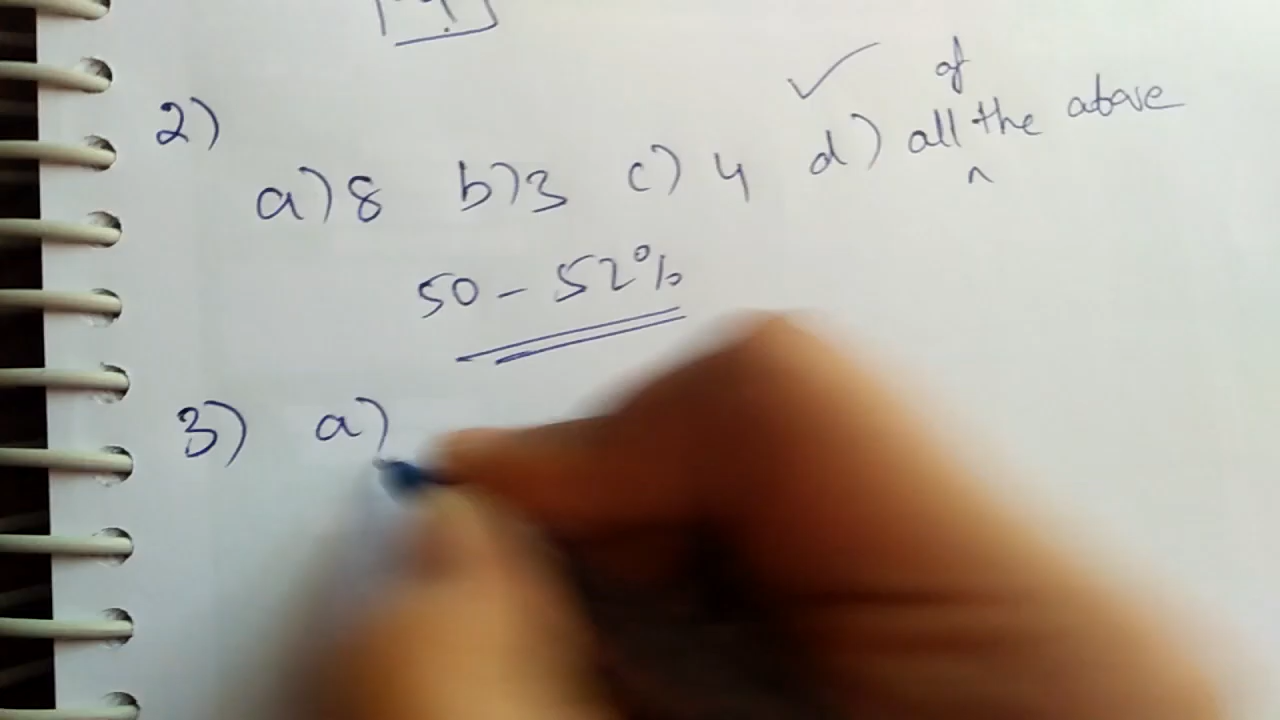 2)
of
a) 8 b) 3 c) 4 d) all the above
^
50 - 52%
3) a)